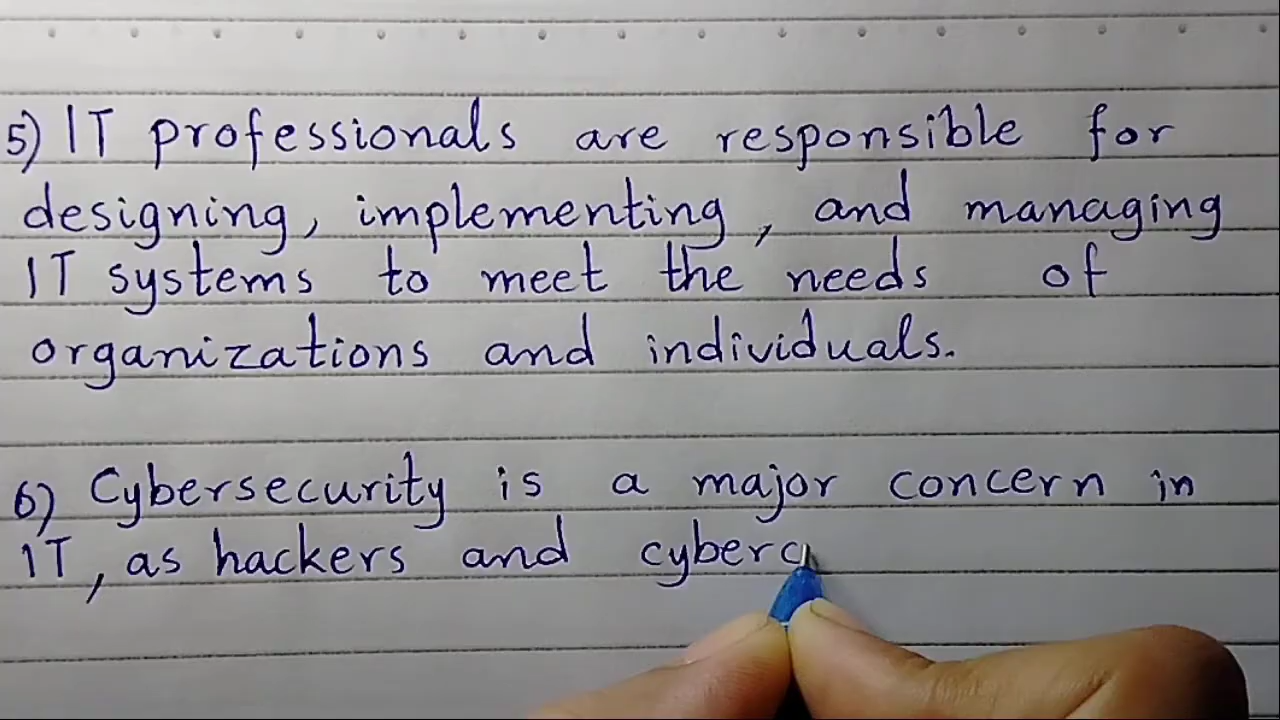 5) IT professionals are responsible for
designing, implementing, and managing
IT systems to meet the needs of
organizations and individuals.
6) Cybersecurity is a major concern in
IT, as hackers and cyberc